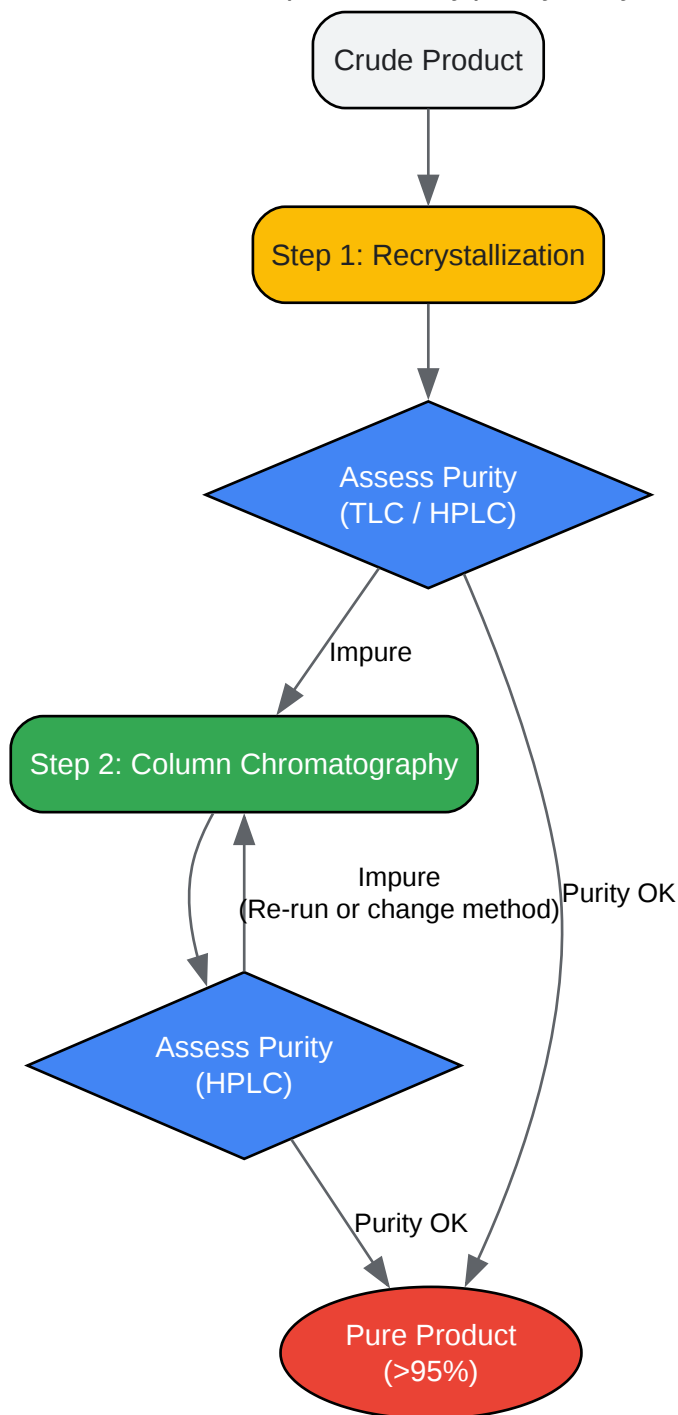 Crude Product
Step 1: Recrystallization
Assess Purity
(TLC / HPLC)
Impure
Step 2: Column Chromatography
Impure
(Re-run or change method)
Purity OK
Assess Purity
(HPLC)
Purity OK
Pure Product
(>95%)